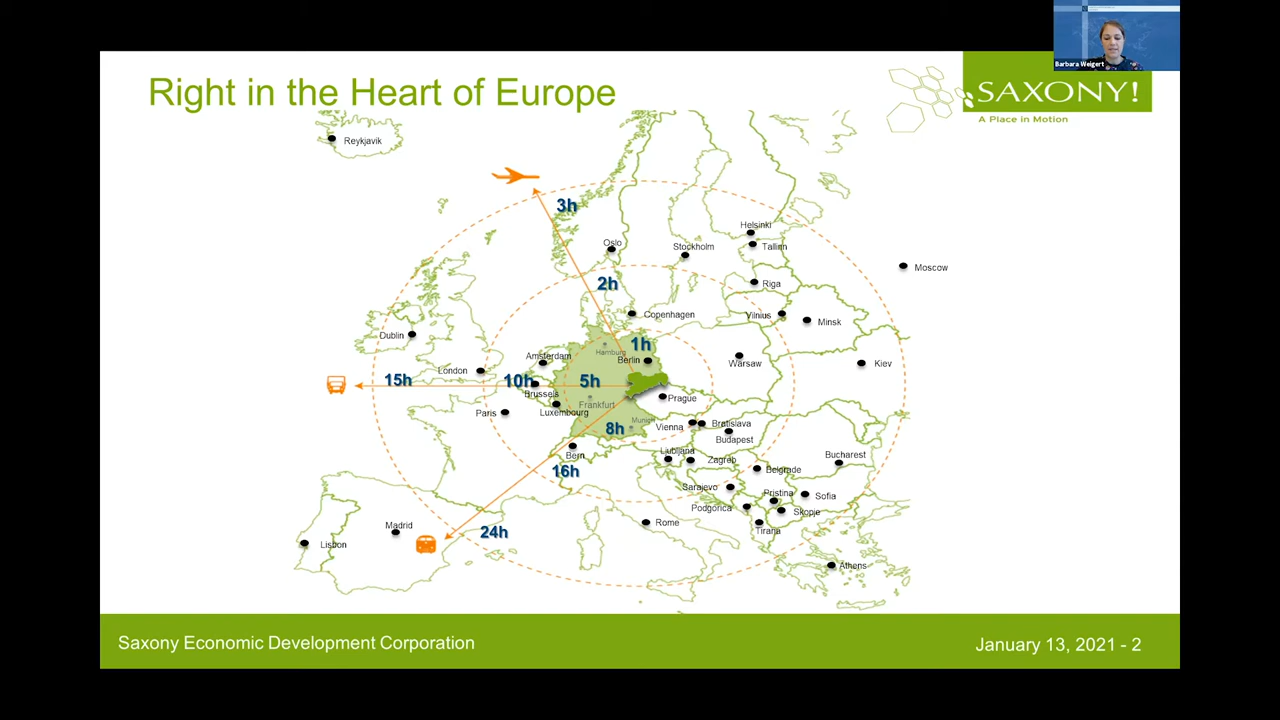 Barbara Weigert
Right in the Heart of Europe
SAXONY!
A Place in Motion
Reykjavik
3h
Helsinki
Oslo
Stockholm
Tallinn
Moscow
2h
Riga
Copenhagen
Vilnius
Minsk
Dublin
1h
Hamburg
Amsterdam
Berlin
Warsaw
Kiev
London
15h
10h
5h
Brussels
Prague
Frankfurt
Luxembourg
Paris
Munich
8h
Vienna
Bratislava
Budapest
Bern
Ljubljana
Zagreb
Bucharest
16h
Belgrade
Sarajevo
Pristina
Sofia
Podgorica
Skopje
Madrid
24h
Rome
Tirana
Lisbon
Athens
Saxony Economic Development Corporation
January 13, 2021 - 2